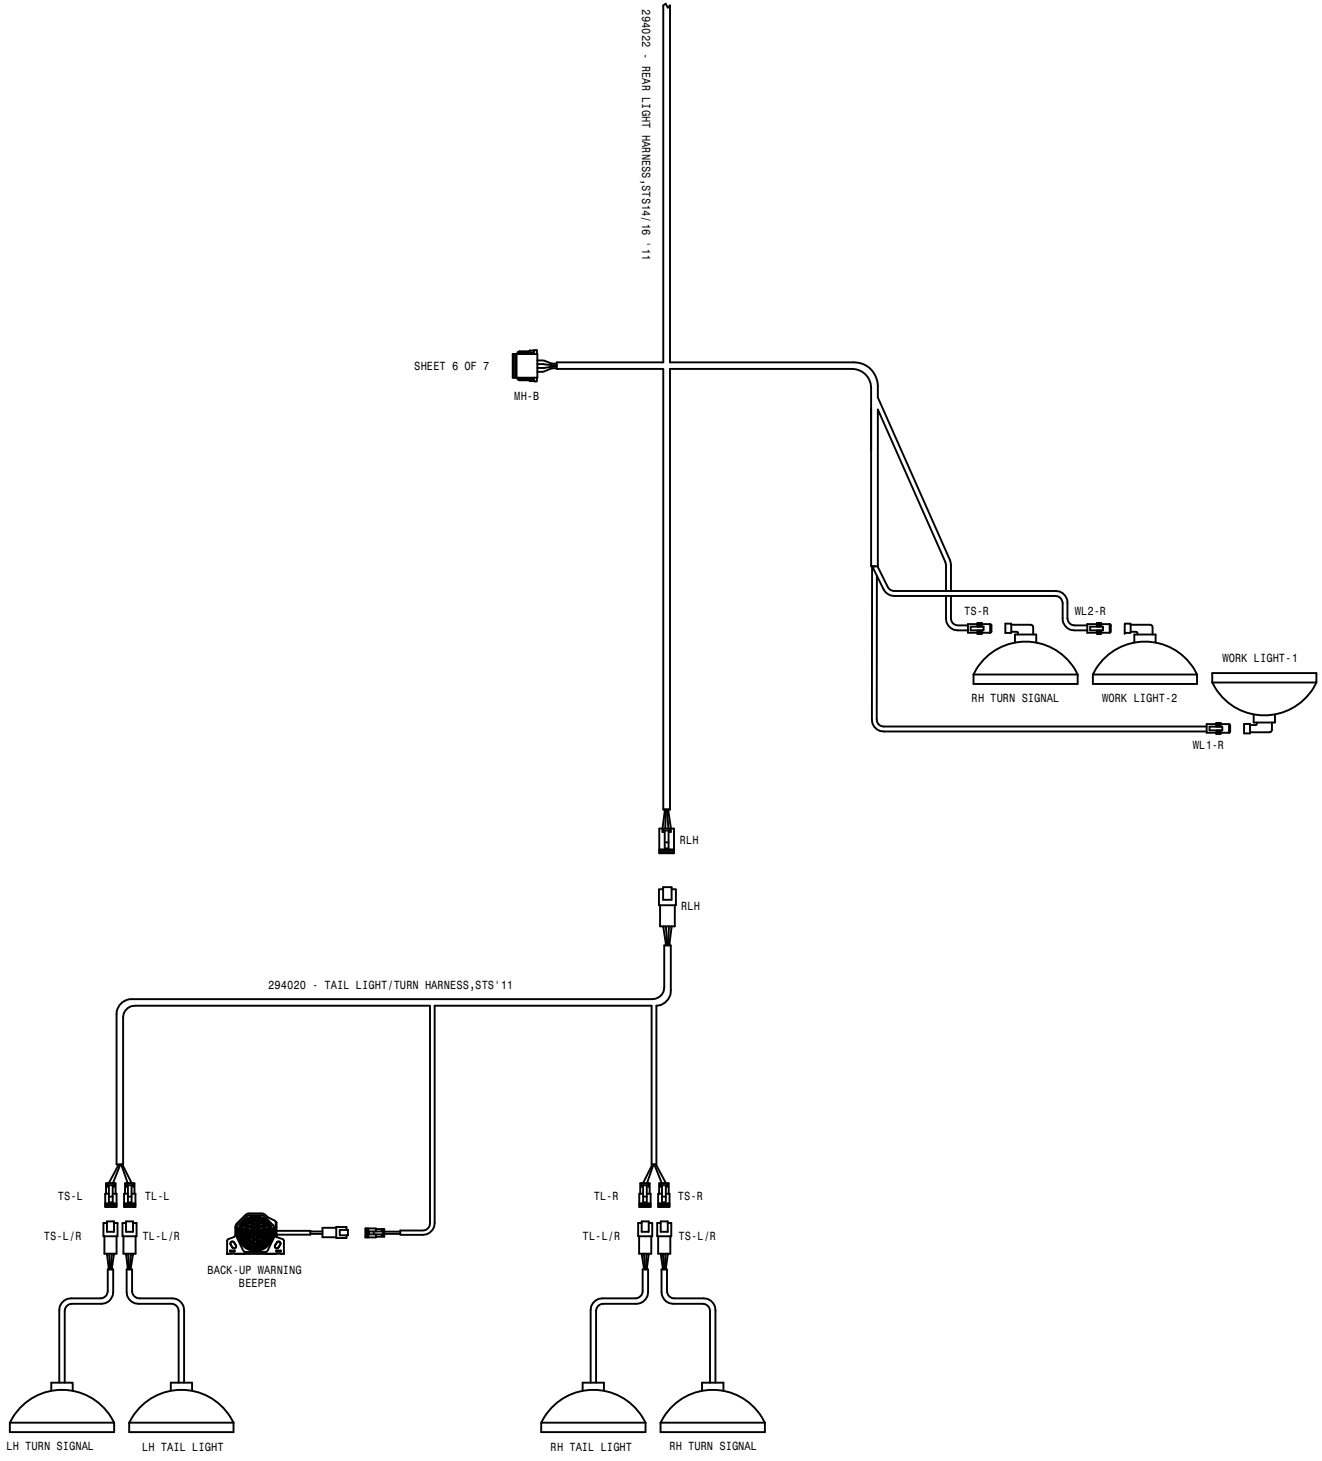 294022 - REAR LIGHT HARNESS,STS14/16 '11
SHEET 6 OF 7
MH-B
TS-R
WL2-R
WORK LIGHT-1
RH TURN SIGNAL
WORK LIGHT-2
WL1-R
RLH
RLH
294020 - TAIL LIGHT/TURN HARNESS,STS'11
TS-L
TL-L
TL-R
TS-R
TS-L/R
TL-L/R
TL-L/R
TS-L/R
BACK-UP WARNING
BEEPER
LH TURN SIGNAL
LH TAIL LIGHT
RH TAIL LIGHT
RH TURN SIGNAL